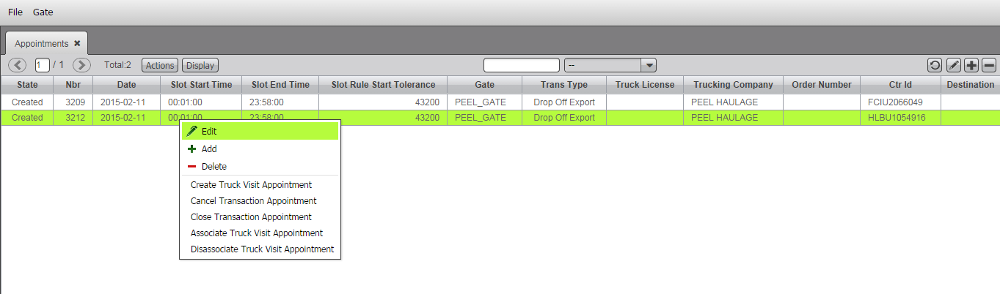 File Gate
Appointments
1 / 1 Total:2 Actions Display --
State Nbr Date Slot Start Time Slot End Time Slot Rule Start Tolerance Gate Trans Type Truck License Trucking Company Order Number Ctr Id Destination
Created 3209 2015-02-11 00:01:00 23:58:00 43200 PEEL_GATE Drop Off Export PEEL HAULAGE FCIU2066049
Created 3212 2015-02-11 00:01:00 23:58:00 43200 PEEL_GATE Drop Off Export PEEL HAULAGE HLBU1054916
Edit
Add
Delete
Create Truck Visit Appointment
Cancel Transaction Appointment
Close Transaction Appointment
Associate Truck Visit Appointment
Disassociate Truck Visit Appointment